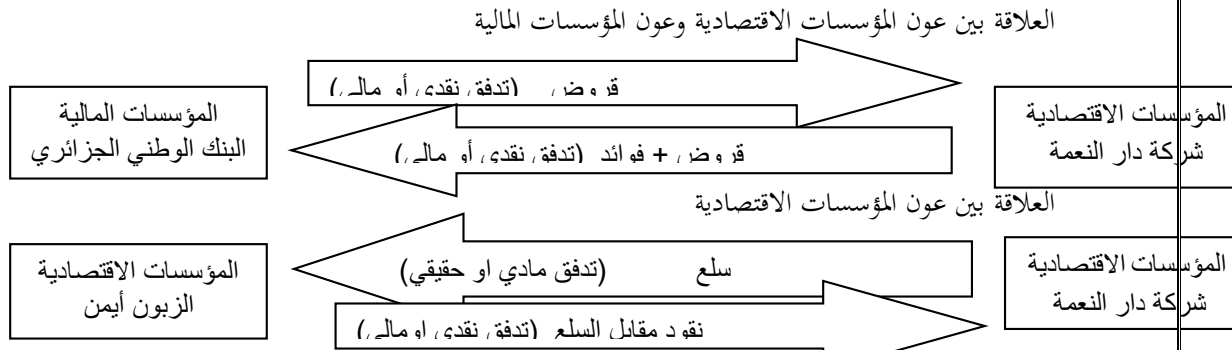 العلاقة بين عون المؤسسات الاقتصادية وعون المؤسسات المالية
قروض (تدفق نقدي أو مالي)
المؤسسات الاقتصادية
شركة دار النعمة
المؤسسات المالية
البنك الوطني الجزائري
قروض + فوائد (تدفق نقدي أو مالي)
العلاقة بين عون المؤسسات الاقتصادية
المؤسسات الاقتصادية
شركة دار النعمة
سلع (تدفق مادي او حقيقي)
المؤسسات الاقتصادية
الزبون أيمن
نقود مقابل السلع (تدفق نقدي اومالي)